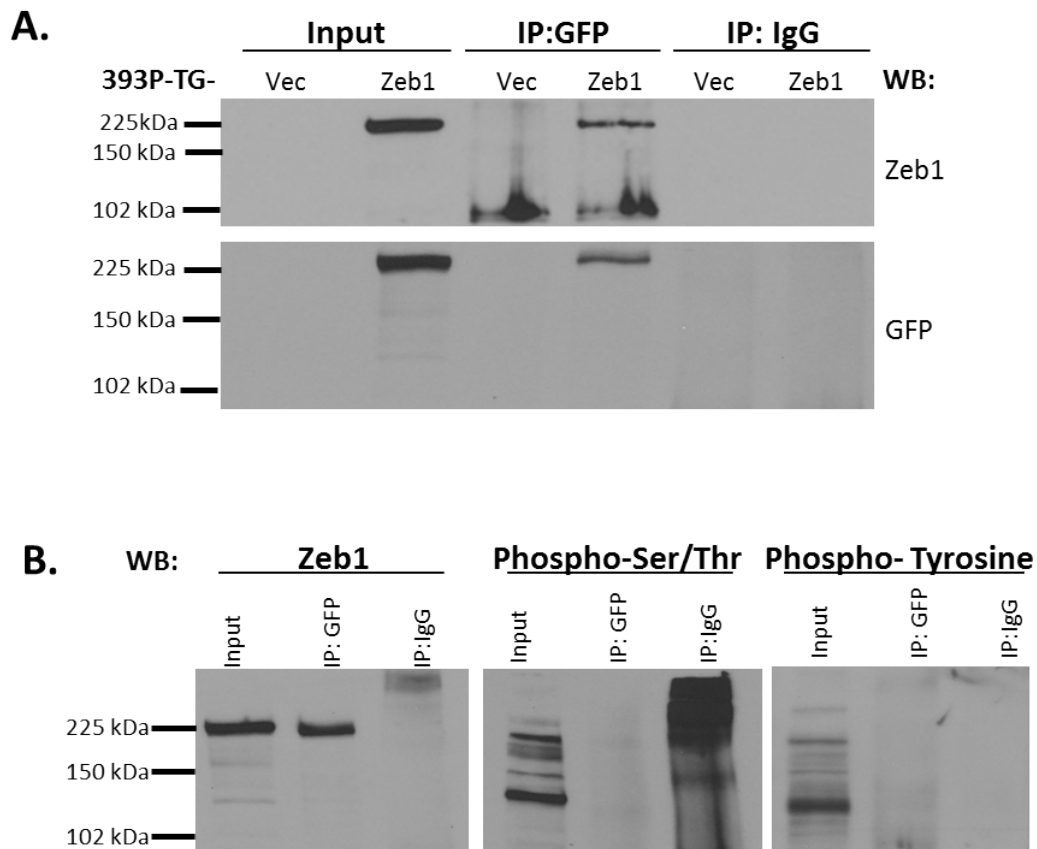 A.
Input IP:GFP IP: IgG
393P-TG- Vec Zeb1 Vec Zeb1 Vec Zeb1 WB:
225kDa
150 kDa
102 kDa
Zeb1
225 kDa
150 kDa
102 kDa
GFP
B.
WB: Zeb1 Phospho-Ser/Thr Phospho- Tyrosine
Input IP: GFP IP:IgG Input IP: GFP IP:IgG Input IP: GFP IP:IgG
225 kDa
150 kDa
102 kDa